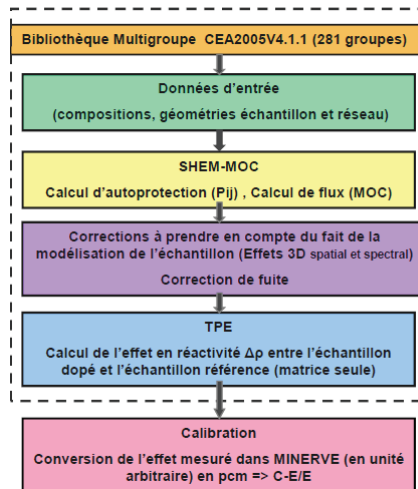 Bibliothèque Multigroupe CEA2005V4.1.1 (281 groupes)
Données d'entrée
(compositions, géométries échantillon et réseau)
SHEM-MOC
Calcul d'autoprotection (Pij) , Calcul de flux (MOC)
Corrections à prendre en compte du fait de la
modélisation de l'échantillon (Effets 3D spatial et spectral)
Correction de fuite
TPE
Calcul de l'effet en réactivité Δρ entre l'échantillon
dopé et l'échantillon référence (matrice seule)
Calibration
Conversion de l'effet mesuré dans MINERVE (en unité
arbitraire) en pcm => C-E/E